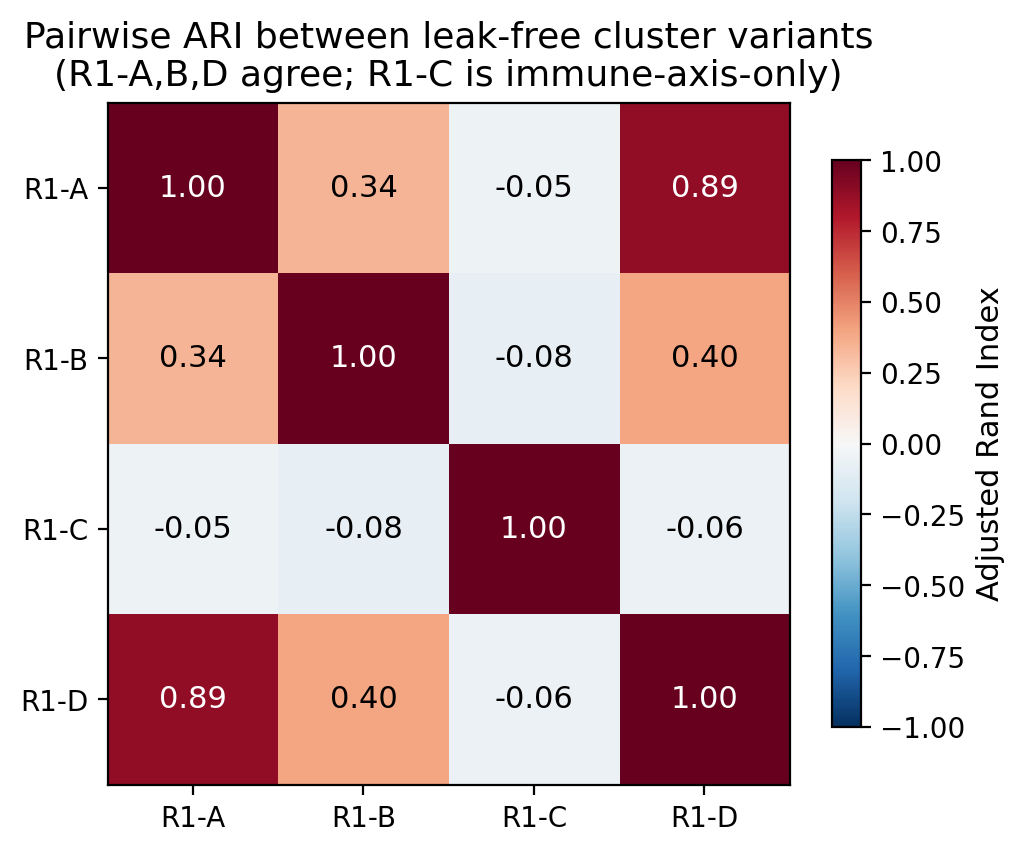 Pairwise ARI between leak-free cluster variants
(R1-A,B,D agree; R1-C is immune-axis-only)
R1-A
1.00
0.34
-0.05
0.89
R1-B
0.34
1.00
-0.08
0.40
R1-C
-0.05
-0.08
1.00
-0.06
R1-D
0.89
0.40
-0.06
1.00
R1-A
R1-B
R1-C
R1-D
1.00
0.75
0.50
0.25
0.00
−0.25
−0.50
−0.75
−1.00
Adjusted Rand Index